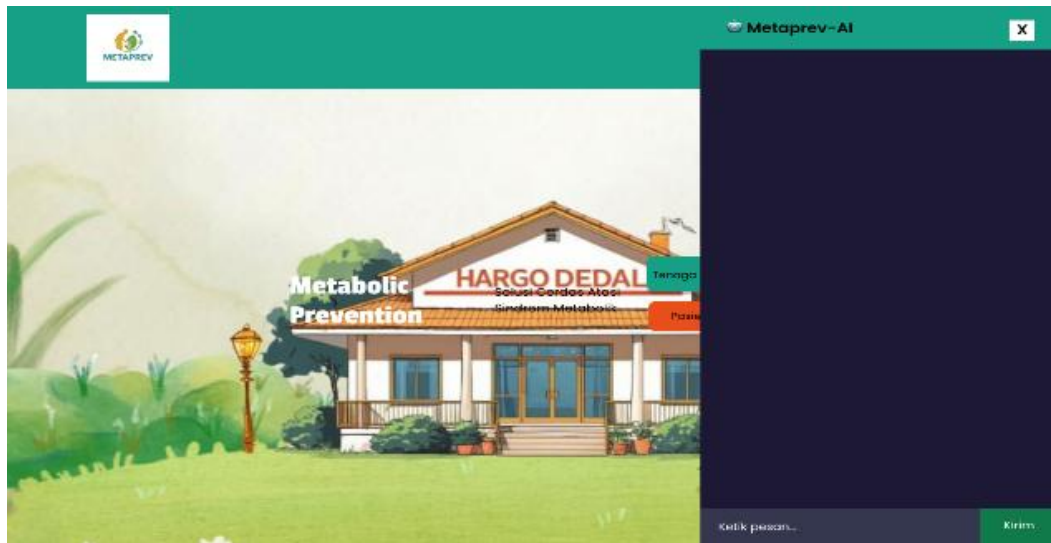 METAPREV
Metaprev-AI
X
HARGO DEDAL
Metabolic
Prevention
Solusi Cerdas Atasi
Sindrom Metabolik
Tenaga
Ketik pesan...
Kirim